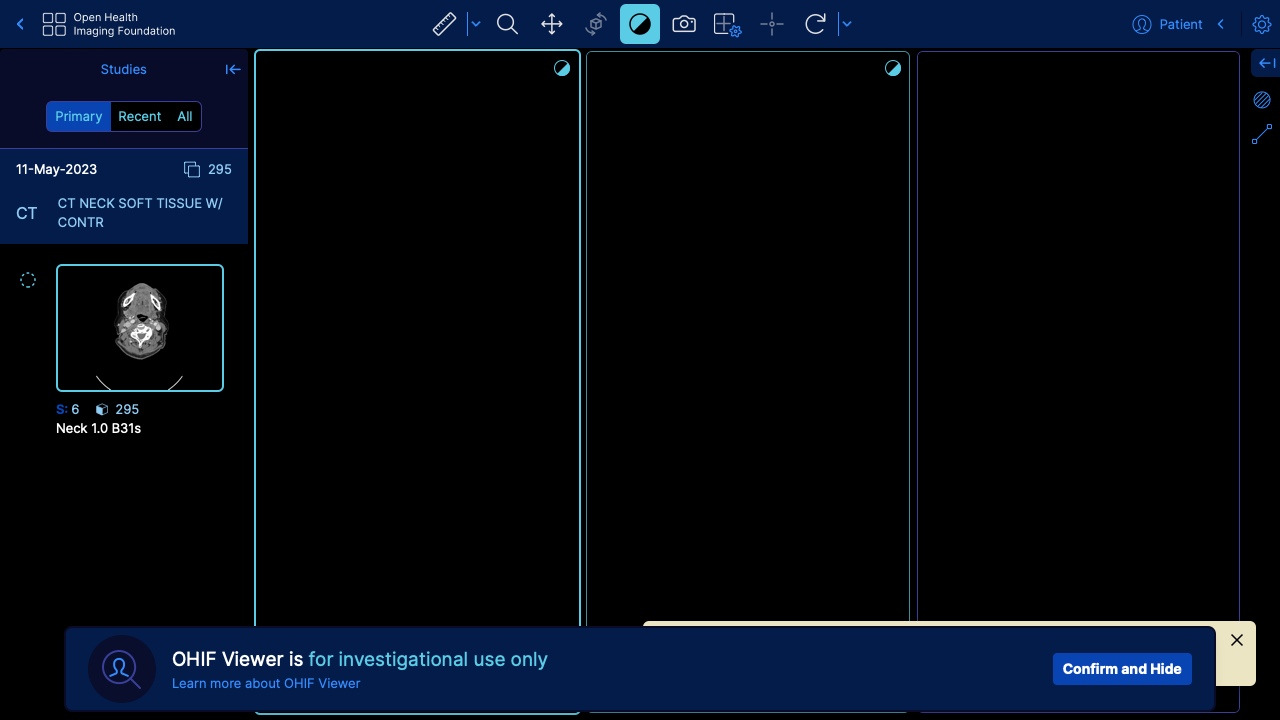 Open Health
Imaging Foundation
Patient
Studies
Primary
Recent
All
11-May-2023
295
CT
CT NECK SOFT TISSUE W/
CONTR
S: 6
295
Neck 1.0 B31s
OHIF Viewer is for investigational use only
Learn more about OHIF Viewer
Confirm and Hide